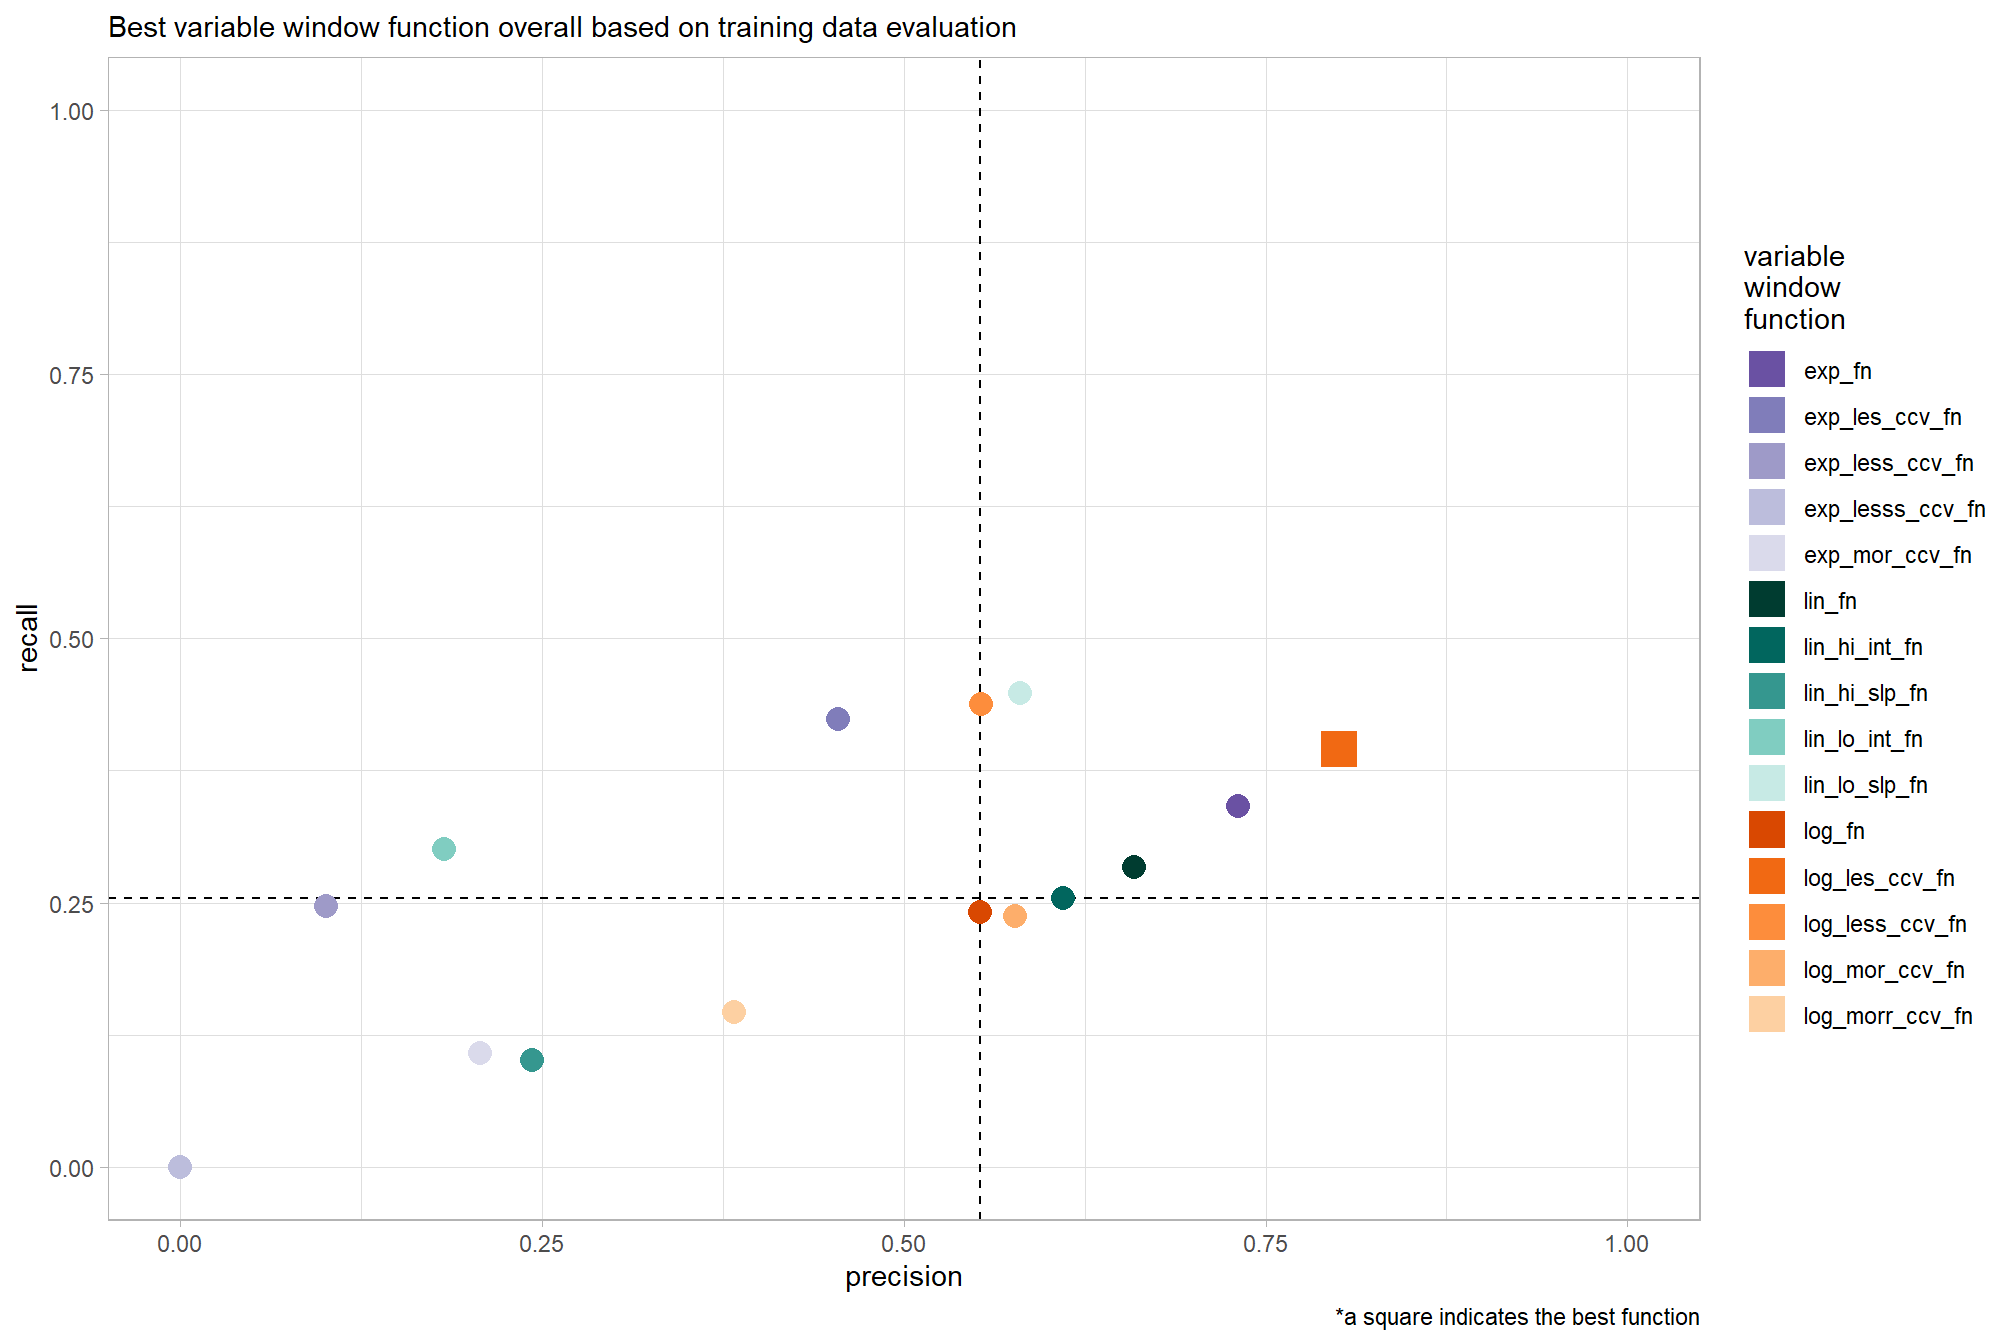 Best variable window function overall based on training data evaluation
1.00
0.75
0.50
0.25
0.00
recall
0.00 0.25 0.50 0.75 1.00
precision
*a square indicates the best function
variable
window
function
exp_fn
exp_les_ccv_fn
exp_less_ccv_fn
exp_lesss_ccv_fn
exp_mor_ccv_fn
lin_fn
lin_hi_int_fn
lin_hi_slp_fn
lin_lo_int_fn
lin_lo_slp_fn
log_fn
log_les_ccv_fn
log_less_ccv_fn
log_mor_ccv_fn
log_morr_ccv_fn